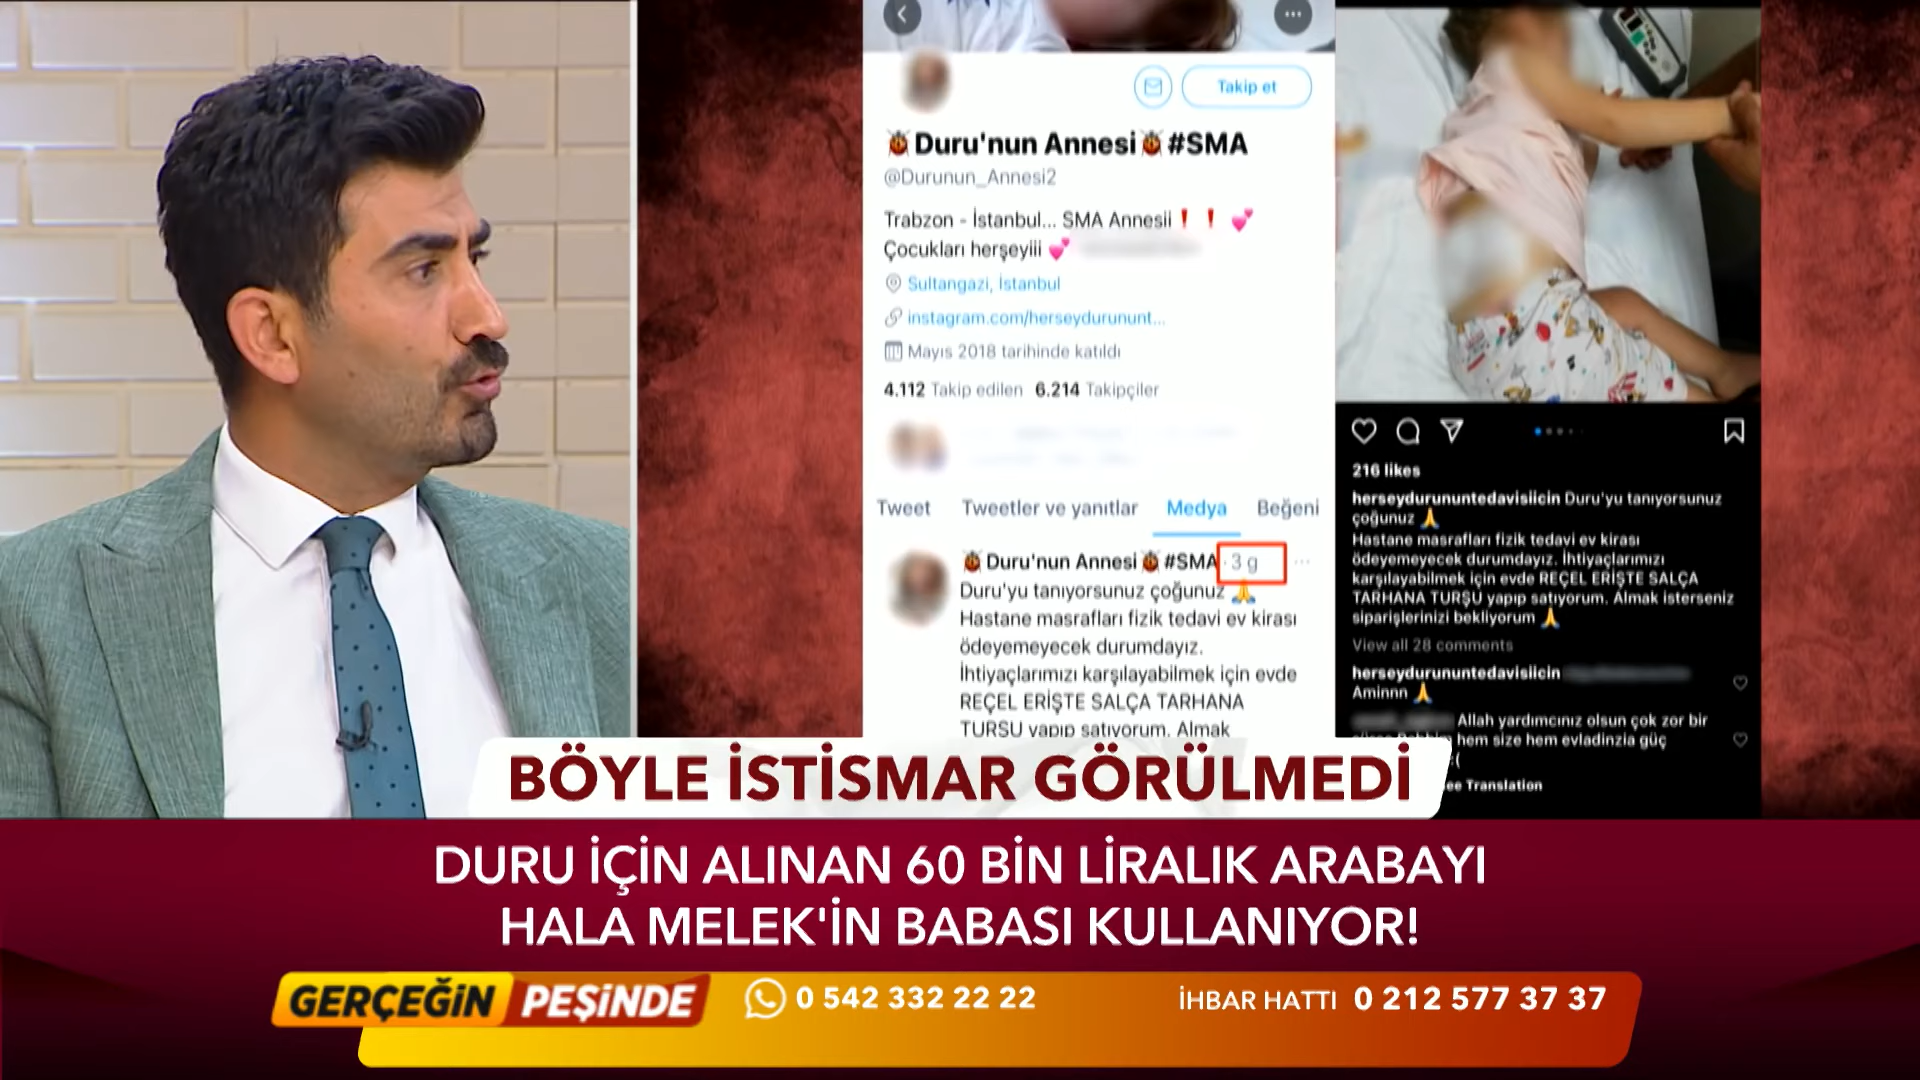 Takip et
Duru'nun Annesi #SMA
@Durunun_Annesi2
Trabzon - İstanbul... SMA Annesii❗❗💕
Çocukları herşeyiii 💕
Sultangazi, İstanbul
instagram.com/herseydurununt...
Mayıs 2018 tarihinde katıldı
4.112 Takip edilen 6.214 Takipçiler
Tweet Tweetler ve yanıtlar Medya Beğeni
Duru'nun Annesi #SMA · 3 g
Duru'yu tanıyorsunuz çoğunuz 🙏
Hastane masrafları fizik tedavi ev kirası
ödeyemeyecek durumdayız.
İhtiyaçlarımızı karşılayabilmek için evde
REÇEL ERİŞTE SALÇA TARHANA
TURŞU yapıp satıyorum. Almak
216 likes
herseydurununtedavisiicin Duru'yu tanıyorsunuz
çoğunuz 🙏
Hastane masrafları fizik tedavi ev kirası
ödeyemeyecek durumdayız. İhtiyaçlarımızı
karşılayabilmek için evde REÇEL ERİŞTE SALÇA
TARHANA TURŞU yapıp satıyorum. Almak isterseniz
siparişlerinizi bekliyorum 🙏
View all 28 comments
herseydurununtedavisiicin
Aminnn 🙏
Allah yardımcınız olsun çok zor bir
hem size hem evladinzia güç
:(
Translation
BÖYLE İSTİSMAR GÖRÜLMEDİ
DURU İÇİN ALINAN 60 BİN LİRALIK ARABAYI
HALA MELEK'İN BABASI KULLANIYOR!
GERÇEĞİN PEŞİNDE
0 542 332 22 22
İHBAR HATTI 0 212 577 37 37